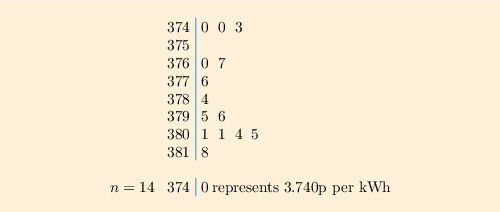 374 | 0 0 3
375 |
376 | 0 7
377 | 6
378 | 4
379 | 5 6
380 | 1 1 4 5
381 | 8
n = 14 374 | 0 represents 3.740p per kWh